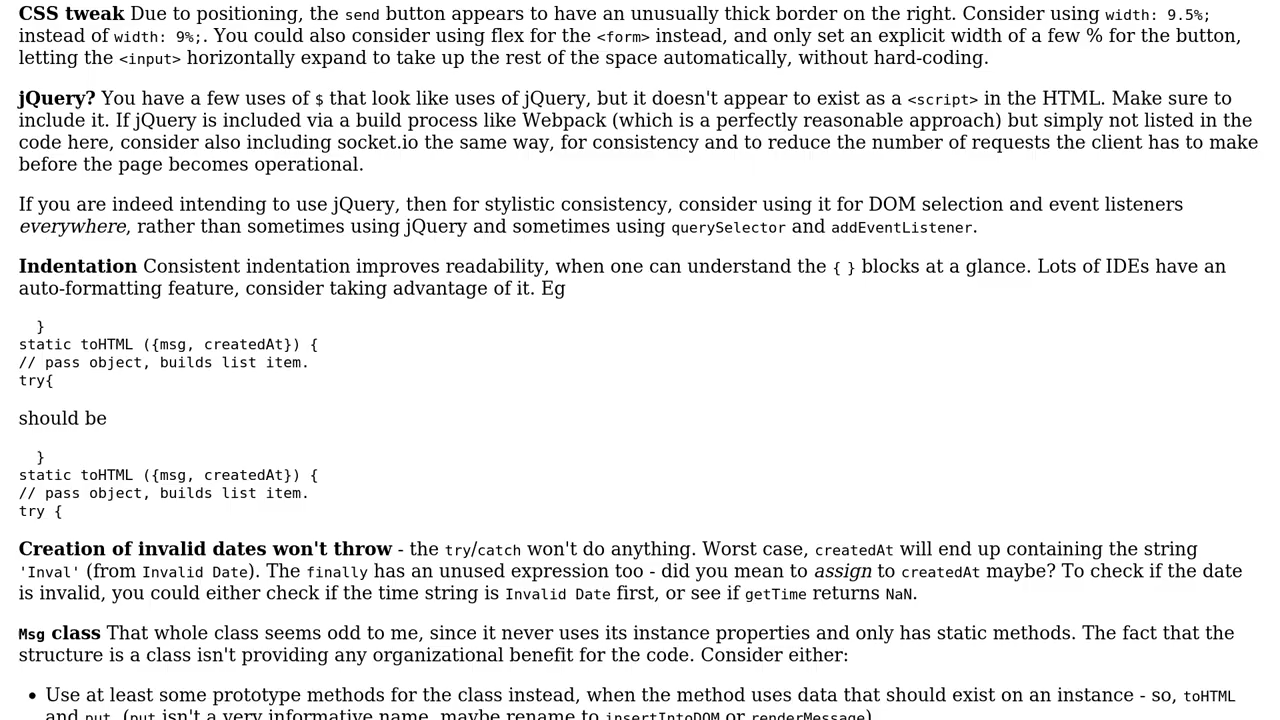 CSS tweak Due to positioning, the send button appears to have an unusually thick border on the right. Consider using width: 9.5%;
instead of width: 9%;. You could also consider using flex for the <form> instead, and only set an explicit width of a few % for the button,
letting the <input> horizontally expand to take up the rest of the space automatically, without hard-coding.
jQuery? You have a few uses of $ that look like uses of jQuery, but it doesn't appear to exist as a <script> in the HTML. Make sure to
include it. If jQuery is included via a build process like Webpack (which is a perfectly reasonable approach) but simply not listed in the
code here, consider also including socket.io the same way, for consistency and to reduce the number of requests the client has to make
before the page becomes operational.
If you are indeed intending to use jQuery, then for stylistic consistency, consider using it for DOM selection and event listeners
everywhere, rather than sometimes using jQuery and sometimes using querySelector and addEventListener.
Indentation Consistent indentation improves readability, when one can understand the { } blocks at a glance. Lots of IDEs have an
auto-formatting feature, consider taking advantage of it. Eg
  }
static toHTML ({msg, createdAt}) {
// pass object, builds list item.
try{
should be
  }
static toHTML ({msg, createdAt}) {
// pass object, builds list item.
try {
Creation of invalid dates won't throw - the try/catch won't do anything. Worst case, createdAt will end up containing the string
'Inval' (from Invalid Date). The finally has an unused expression too - did you mean to assign to createdAt maybe? To check if the date
is invalid, you could either check if the time string is Invalid Date first, or see if getTime returns NaN.
Msg class That whole class seems odd to me, since it never uses its instance properties and only has static methods. The fact that the
structure is a class isn't providing any organizational benefit for the code. Consider either:
• Use at least some prototype methods for the class instead, when the method uses data that should exist on an instance - so, toHTML
and put. (put isn't a very informative name, maybe rename to insertIntoDOM or renderMessage)